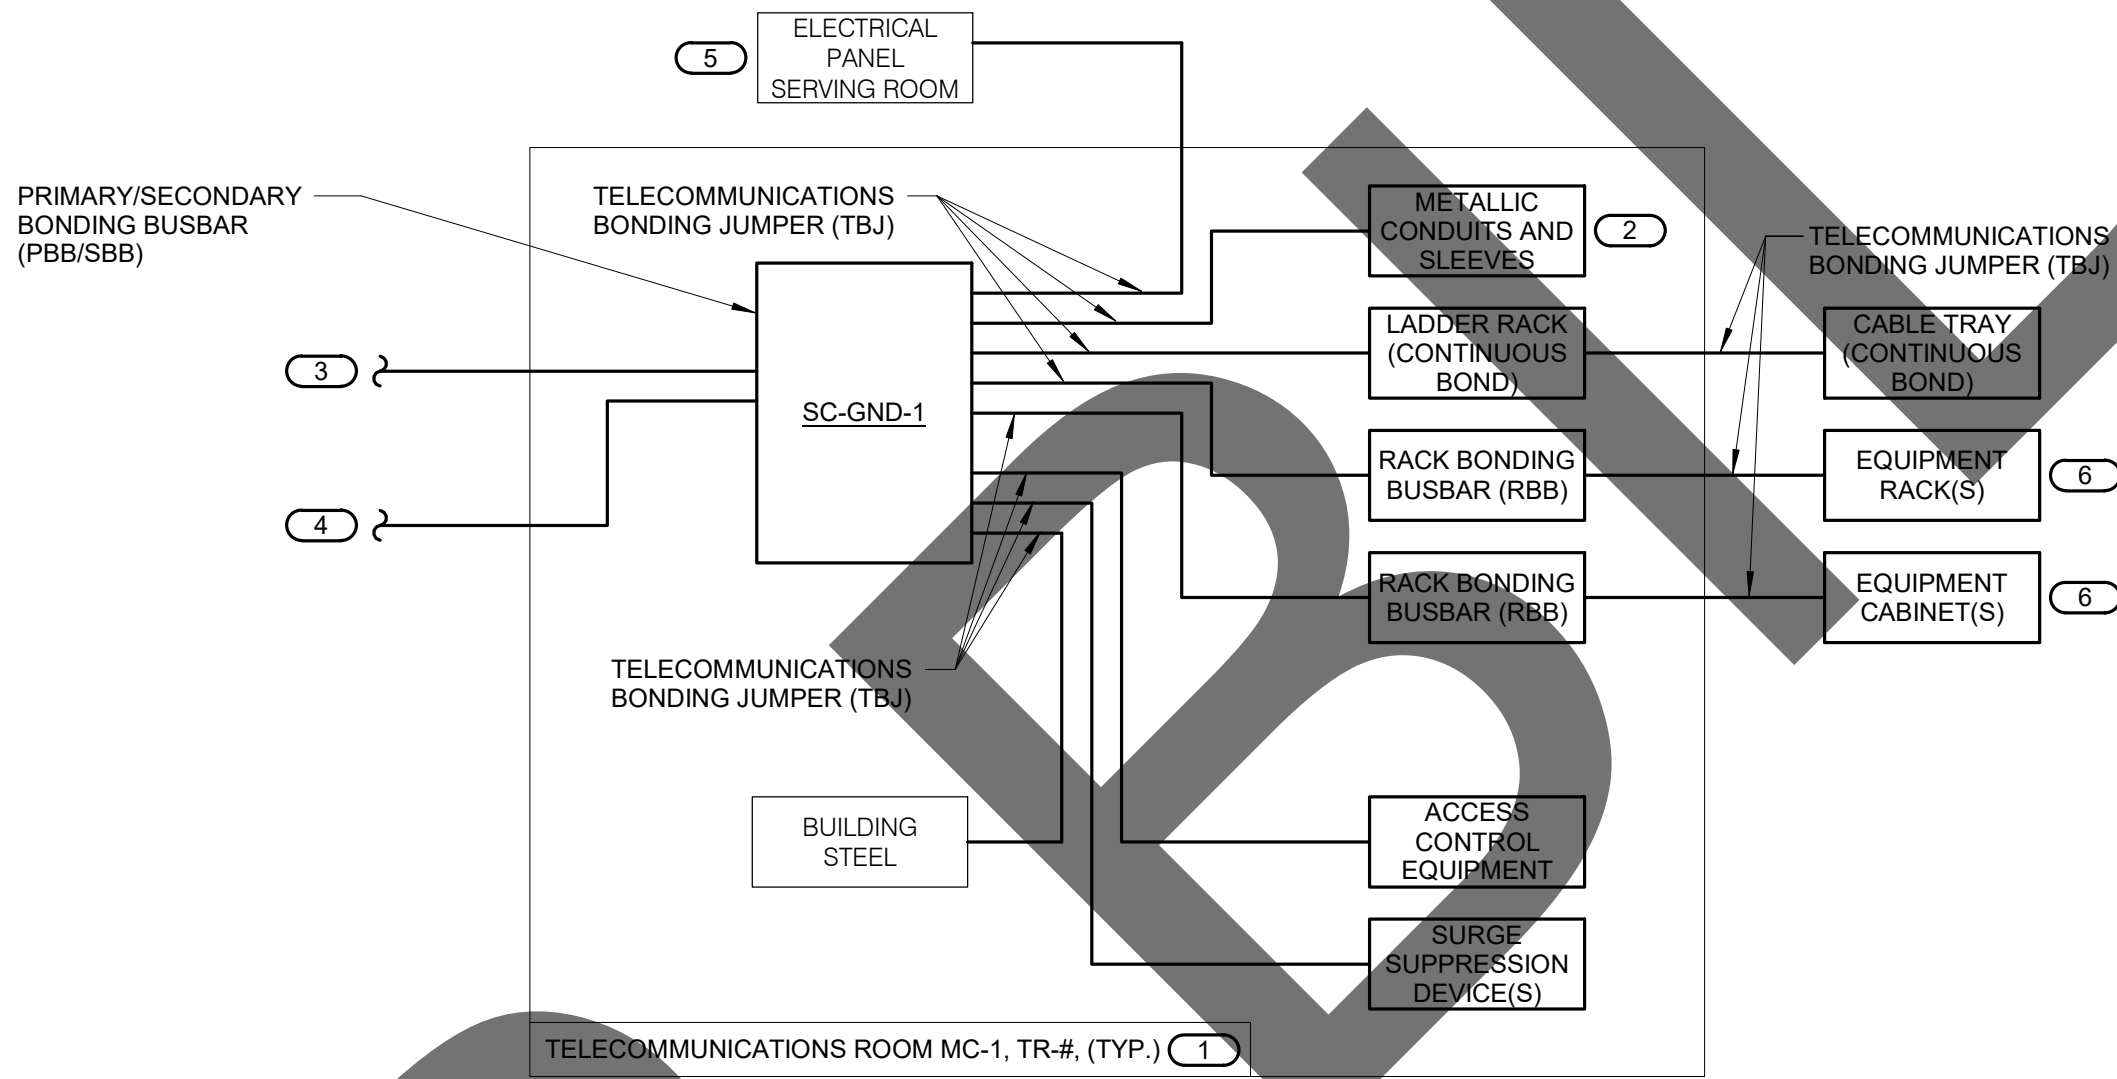 ELECTRICAL
PANEL
SERVING ROOM
5
PRIMARY/SECONDARY
BONDING BUSBAR
(PBB/SBB)
TELECOMMUNICATIONS
BONDING JUMPER (TBJ)
METALLIC
CONDUITS AND
SLEEVES
2
TELECOMMUNICATIONS
BONDING JUMPER (TBJ)
LADDER RACK
(CONTINUOUS
BOND)
CABLE TRAY
(CONTINUOUS
BOND)
3
SC-GND-1
RACK BONDING
BUSBAR (RBB)
EQUIPMENT
RACK(S)
6
4
RACK BONDING
BUSBAR (RBB)
EQUIPMENT
CABINET(S)
6
TELECOMMUNICATIONS
BONDING JUMPER (TBJ)
BUILDING
STEEL
ACCESS
CONTROL
EQUIPMENT
SURGE
SUPPRESSION
DEVICE(S)
TELECOMMUNICATIONS ROOM MC-1, TR-#, (TYP.)
1